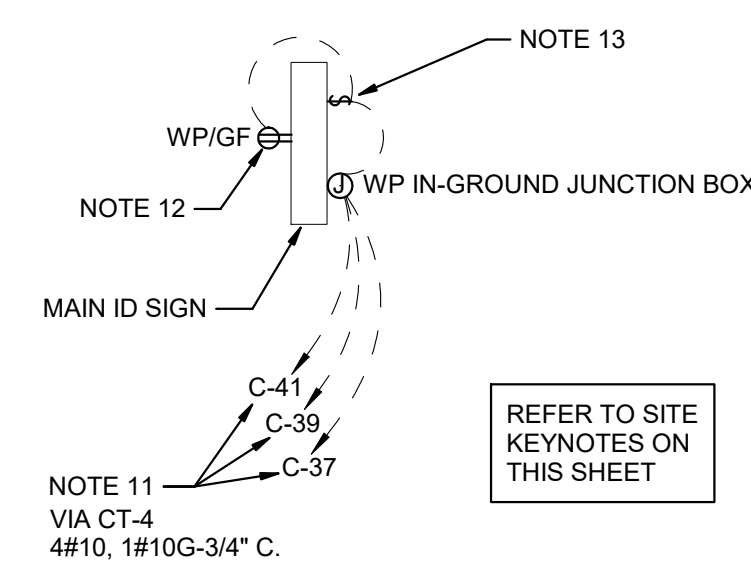 NOTE 13
WP/GF
S
NOTE 12
J WP IN-GROUND JUNCTION BOX
MAIN ID SIGN
C-41
C-39
C-37
NOTE 11
VIA CT-4
4#10, 1#10G-3/4" C.
REFER TO SITE
KEYNOTES ON
THIS SHEET